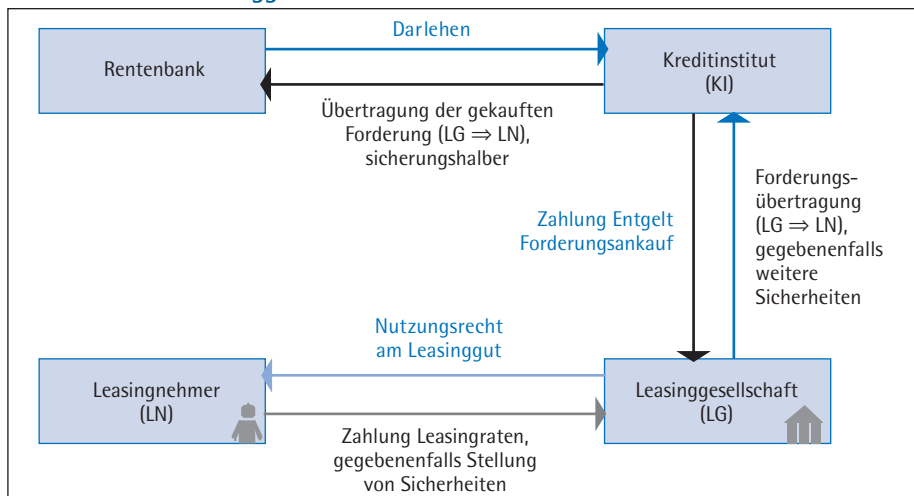 gg
Darlehen
Rentenbank
Kreditinstitut
(KI)
Übertragung der gekauften
Forderung (LG ⇒ LN),
sicherungshalber
Zahlung Entgelt
Forderungsankauf
Forderungs-
übertragung
(LG ⇒ LN),
gegebenenfalls
weitere
Sicherheiten
Nutzungsrecht
am Leasinggut
Leasingnehmer
(LN)
Leasinggesellschaft
(LG)
Zahlung Leasingraten,
gegebenenfalls Stellung
von Sicherheiten